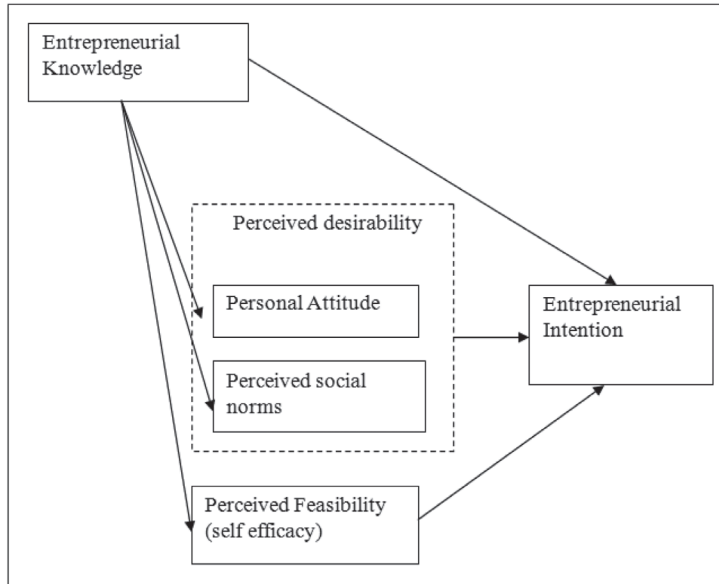 Entrepreneurial
Knowledge
Perceived desirability
Personal Attitude
Perceived social
norms
Entrepreneurial
Intention
Perceived Feasibility
(self efficacy)